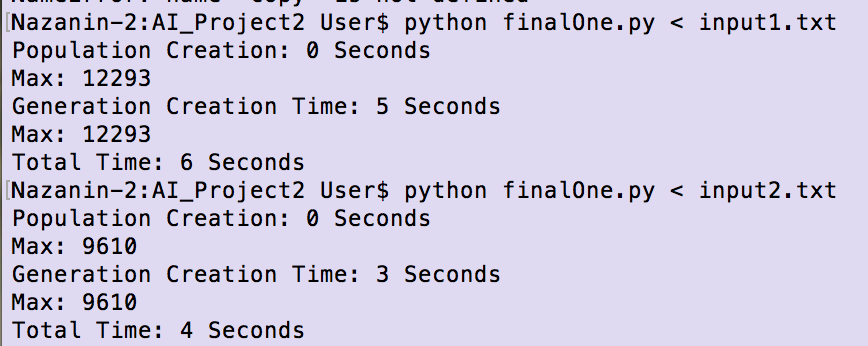 [Nazanin-2:AI_Project2 User$ python finalOne.py < input1.txt
Population Creation: 0 Seconds
Max: 12293
Generation Creation Time: 5 Seconds
Max: 12293
Total Time: 6 Seconds
[Nazanin-2:AI_Project2 User$ python finalOne.py < input2.txt
Population Creation: 0 Seconds
Max: 9610
Generation Creation Time: 3 Seconds
Max: 9610
Total Time: 4 Seconds